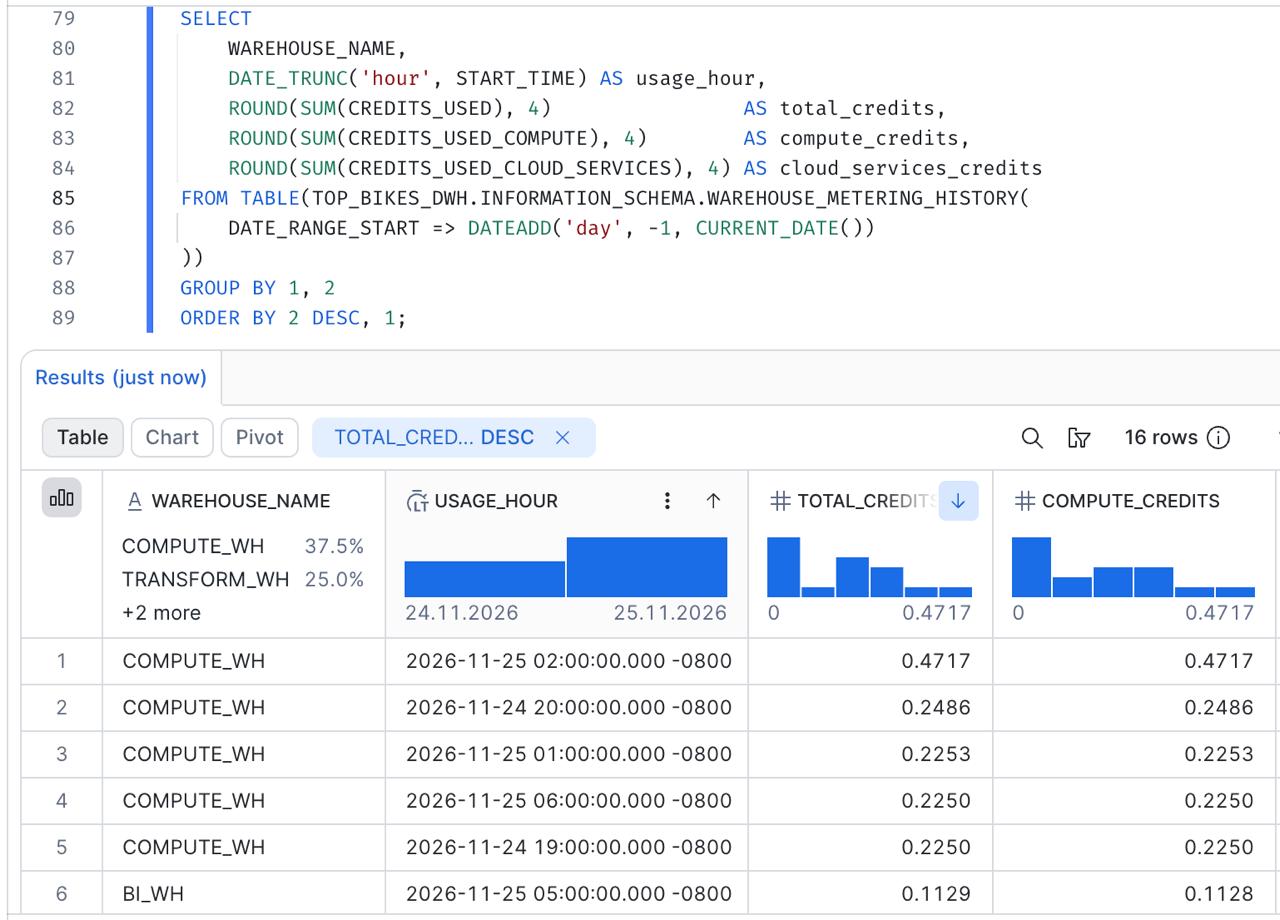 79 SELECT
80 WAREHOUSE_NAME,
81 DATE_TRUNC('hour', START_TIME) AS usage_hour,
82 ROUND(SUM(CREDITS_USED), 4) AS total_credits,
83 ROUND(SUM(CREDITS_USED_COMPUTE), 4) AS compute_credits,
84 ROUND(SUM(CREDITS_USED_CLOUD_SERVICES), 4) AS cloud_services_credits
85 FROM TABLE(TOP_BIKES_DWH.INFORMATION_SCHEMA.WAREHOUSE_METERING_HISTORY(
86 DATE_RANGE_START => DATEADD('day', -1, CURRENT_DATE())
87 ))
88 GROUP BY 1, 2
89 ORDER BY 2 DESC, 1;
Results (just now)
Table Chart Pivot TOTAL_CRED... DESC 16 rows
WAREHOUSE_NAME USAGE_HOUR TOTAL_CREDITS COMPUTE_CREDITS
COMPUTE_WH 37.5%
TRANSFORM_WH 25.0%
+2 more 24.11.2026 25.11.2026 0 0.4717 0 0.4717
1 COMPUTE_WH 2026-11-25 02:00:00.000 -0800 0.4717 0.4717
2 COMPUTE_WH 2026-11-24 20:00:00.000 -0800 0.2486 0.2486
3 COMPUTE_WH 2026-11-25 01:00:00.000 -0800 0.2253 0.2253
4 COMPUTE_WH 2026-11-25 06:00:00.000 -0800 0.2250 0.2250
5 COMPUTE_WH 2026-11-24 19:00:00.000 -0800 0.2250 0.2250
6 BI_WH 2026-11-25 05:00:00.000 -0800 0.1129 0.1128